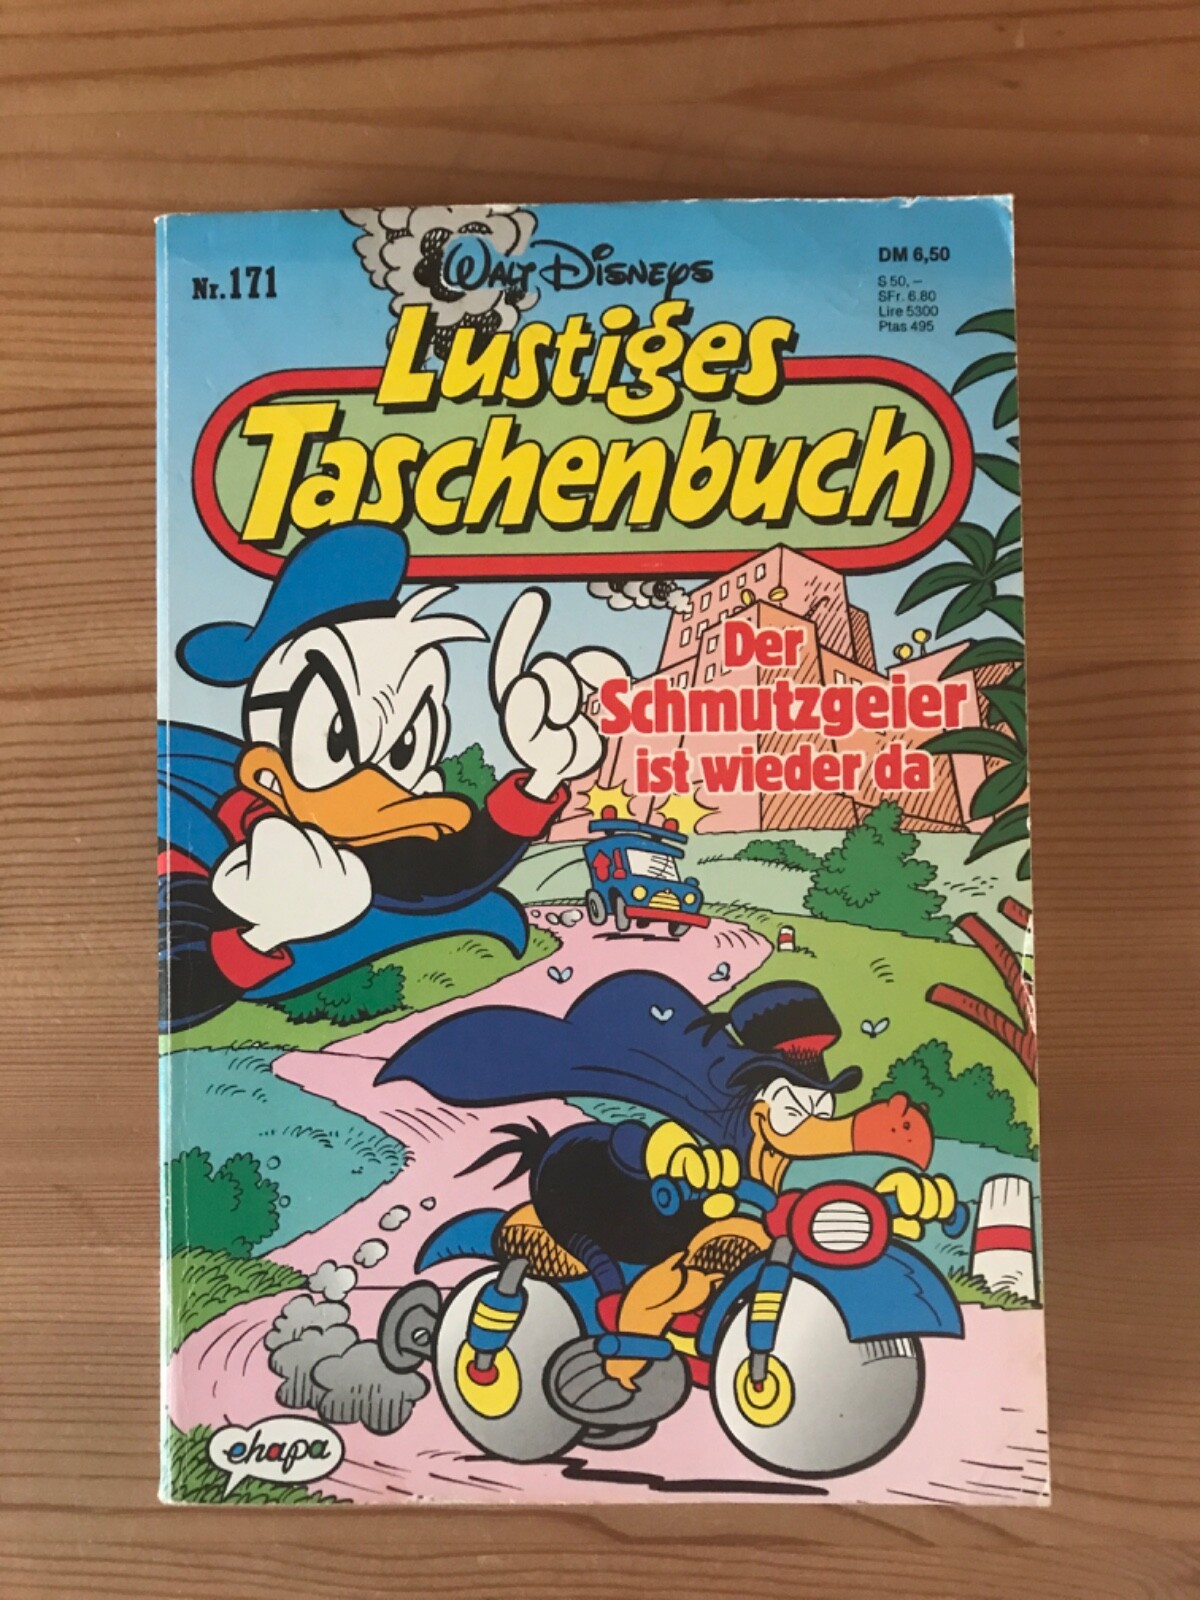 Nr.171
Walt Disneys
DM 6,50
S 50,–
SFr. 6.80
Lire 5300
Ptas 495
Lustiges
Taschenbuch
Der
Schmutzgeier
ist wieder da
ehapa